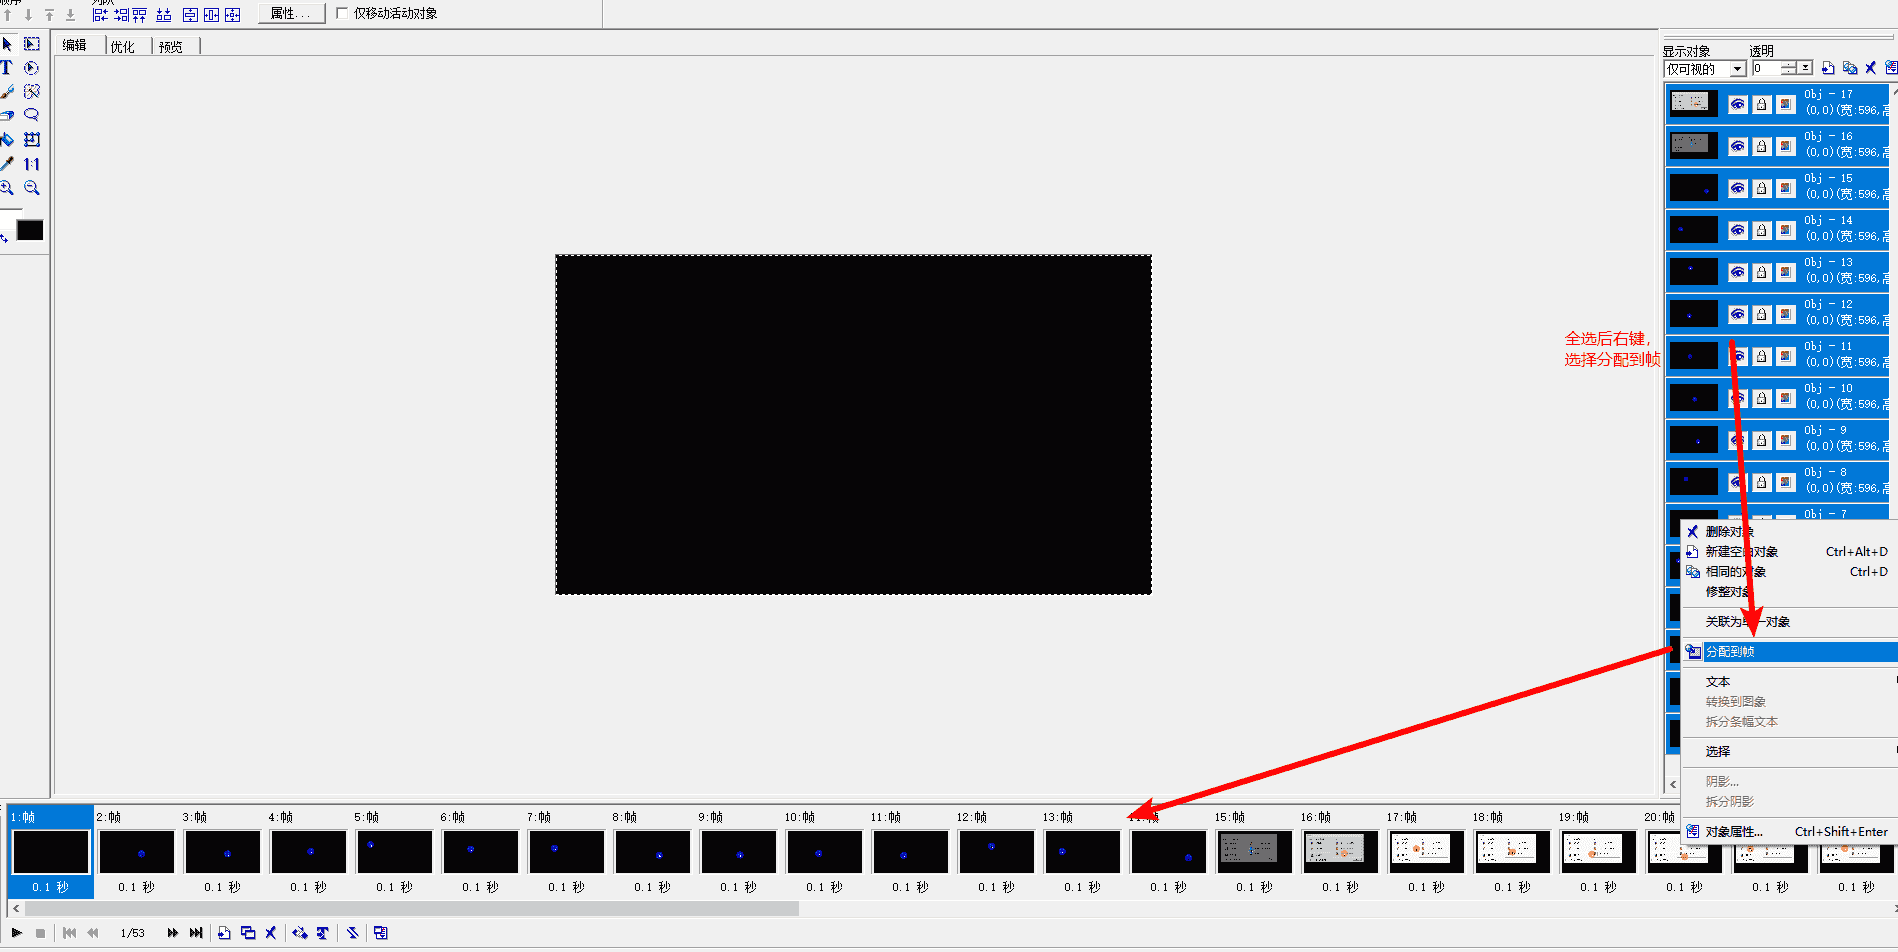 属性...
仅移动活动对象
编辑
优化
预览
显示对象
透明
仅可视的
0
Obj - 17
(0,0)(宽:596,高
Obj - 16
(0,0)(宽:596,高
Obj - 15
(0,0)(宽:596,高
Obj - 14
(0,0)(宽:596,高
Obj - 13
(0,0)(宽:596,高
Obj - 12
(0,0)(宽:596,高
Obj - 11
(0,0)(宽:596,高
Obj - 10
(0,0)(宽:596,高
Obj - 9
(0,0)(宽:596,高
Obj - 8
(0,0)(宽:596,高
Obj - 7
全选后右键,
选择分配到帧
删除对象
新建空白对象 Ctrl+Alt+D
相同的对象 Ctrl+D
修整对象
关联为单一对象
分配到帧
文本
转换到图象
拆分条幅文本
选择
阴影...
拆分阴影
对象属性... Ctrl+Shift+Enter
1:1
1:帧 2:帧 3:帧 4:帧 5:帧 6:帧 7:帧 8:帧 9:帧 10:帧 11:帧 12:帧 13:帧 14:帧 15:帧 16:帧 17:帧 18:帧 19:帧 20:帧
0.1 秒 0.1 秒 0.1 秒 0.1 秒 0.1 秒 0.1 秒 0.1 秒 0.1 秒 0.1 秒 0.1 秒 0.1 秒 0.1 秒 0.1 秒 0.1 秒 0.1 秒 0.1 秒 0.1 秒 0.1 秒 0.1 秒 0.1 秒 0.1 秒 0.1 秒
1/53